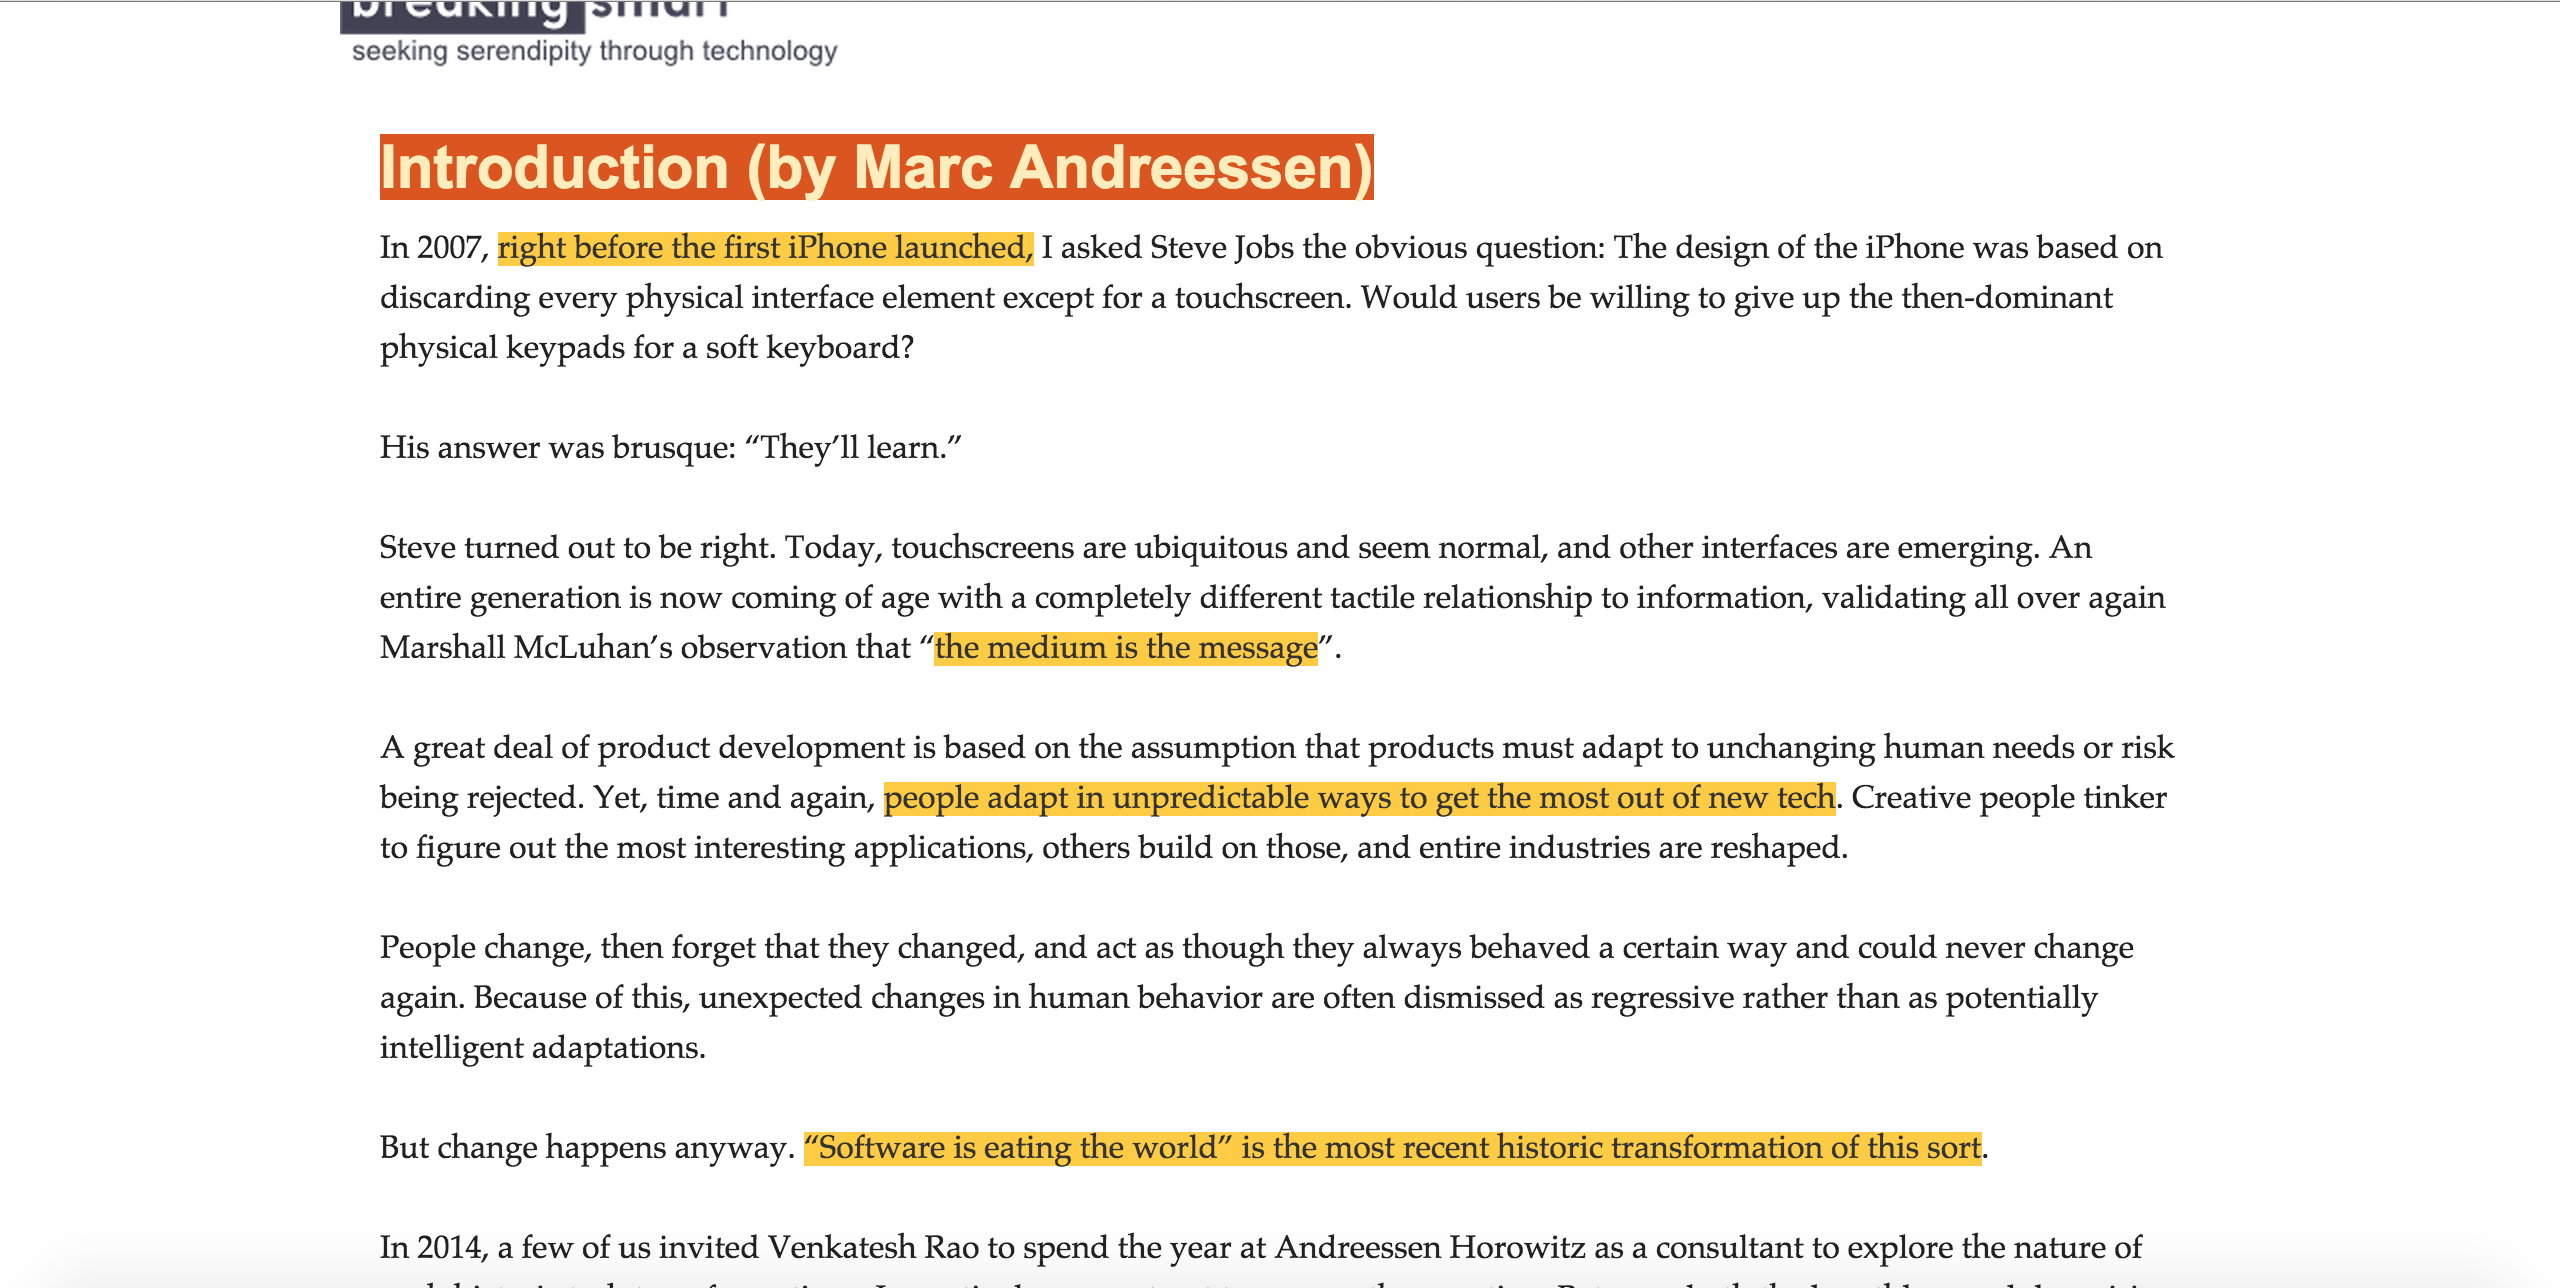 breaking smart
seeking serendipity through technology
Introduction (by Marc Andreessen)
In 2007, right before the first iPhone launched, I asked Steve Jobs the obvious question: The design of the iPhone was based on
discarding every physical interface element except for a touchscreen. Would users be willing to give up the then-dominant
physical keypads for a soft keyboard?
His answer was brusque: “They’ll learn.”
Steve turned out to be right. Today, touchscreens are ubiquitous and seem normal, and other interfaces are emerging. An
entire generation is now coming of age with a completely different tactile relationship to information, validating all over again
Marshall McLuhan’s observation that “the medium is the message”.
A great deal of product development is based on the assumption that products must adapt to unchanging human needs or risk
being rejected. Yet, time and again, people adapt in unpredictable ways to get the most out of new tech. Creative people tinker
to figure out the most interesting applications, others build on those, and entire industries are reshaped.
People change, then forget that they changed, and act as though they always behaved a certain way and could never change
again. Because of this, unexpected changes in human behavior are often dismissed as regressive rather than as potentially
intelligent adaptations.
But change happens anyway. “Software is eating the world” is the most recent historic transformation of this sort.
In 2014, a few of us invited Venkatesh Rao to spend the year at Andreessen Horowitz as a consultant to explore the nature of